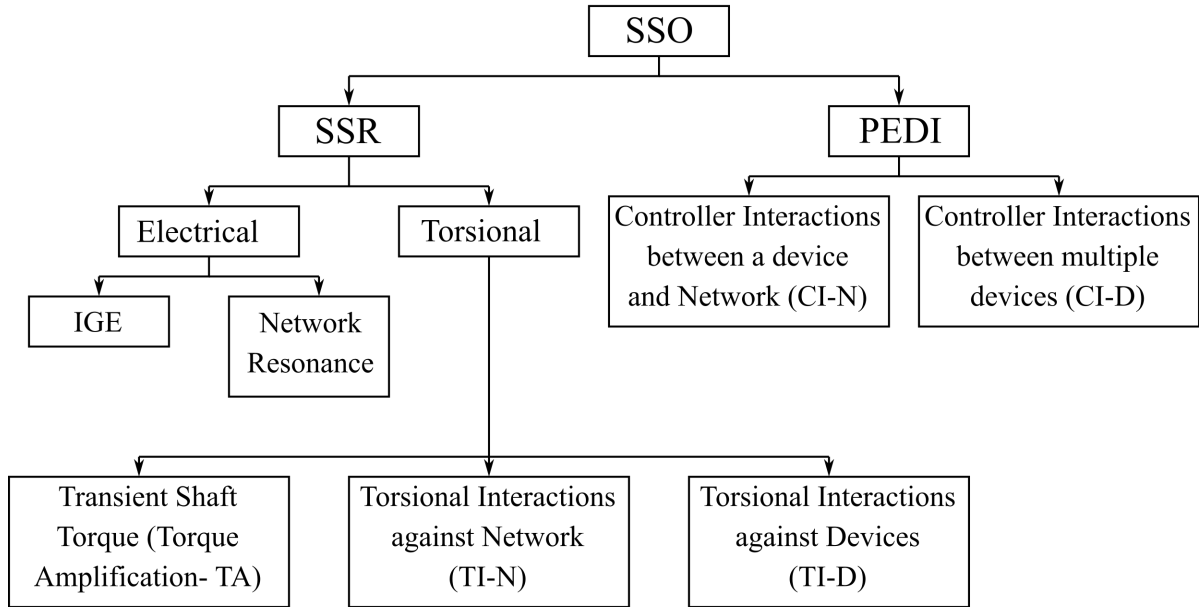 SSO
SSR
PEDI
Electrical
Torsional
Controller Interactions
between a device
and Network (CI-N)
Controller Interactions
between multiple
devices (CI-D)
IGE
Network
Resonance
Transient Shaft
Torque (Torque
Amplification- TA)
Torsional Interactions
against Network
(TI-N)
Torsional Interactions
against Devices
(TI-D)